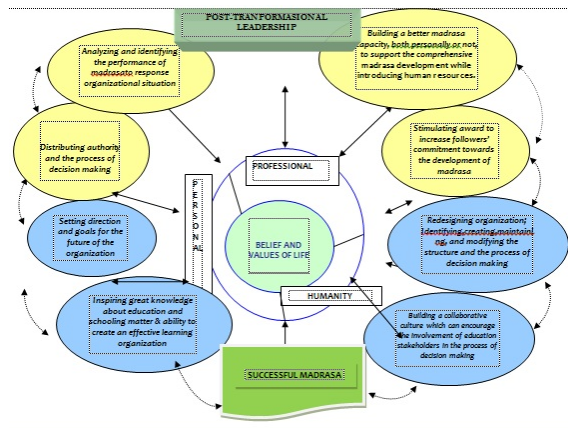 POST-TRANFORMASIONAL
LEADERSHIP
Analyzing and identifying
the performance of
madrasah response
organizational situation
Building a better madrasa
capacity, both personally or not,
to support the comprehensive
madrasa development while
introducing human resources.
Distributing authority
and the process of
decision making
Stimulating award to
increase followers'
commitment towards
the development of
madrasa
PROFESSIONAL
PERSONAL
BELIEF AND
VALUES OF LIFE
HUMANITY
Setting direction
and goals for the
future of the
organization
Redesigning organization;
Identifying,creating,maintaini
ng, and modifying the
structure and the process of
decision making
Inspiring great knowledge
about education and
schooling matter & ability to
create an effective learning
organization
Building a collaborative
culture which can encourage
the involvement of education
stakeholders in the process of
decision making
SUCCESSFUL MADRASA